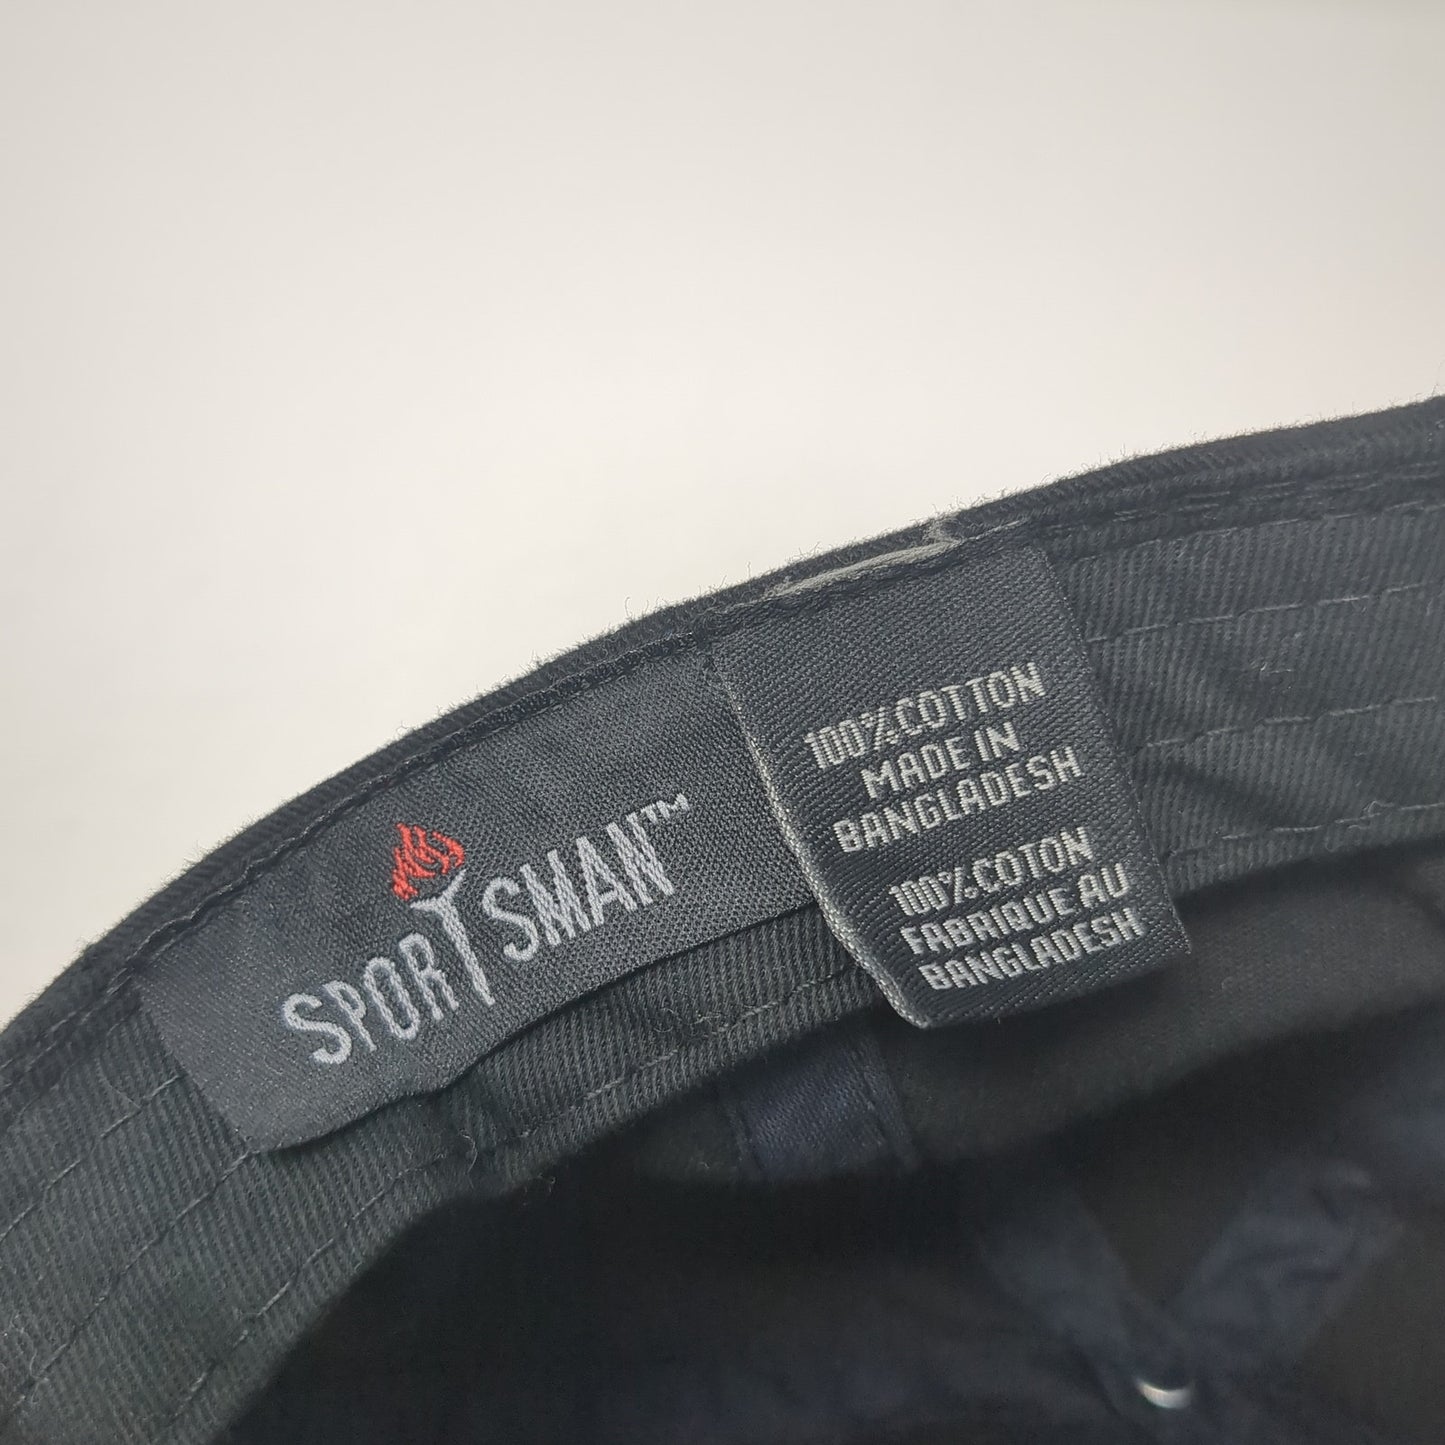 SPORTSMAN™
100% COTTON
MADE IN
BANGLADESH
100% COTON
FABRIQUE AU
BANGLADESH